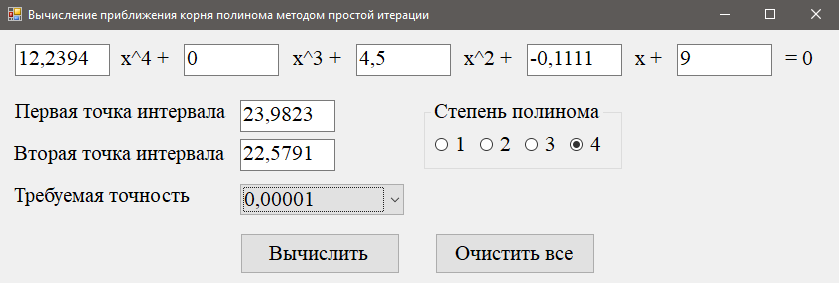 Вычисление приближения корня полинома методом простой итерации
12,2394 x^4 + 0 x^3 + 4,5 x^2 + -0,1111 x + 9 = 0
Первая точка интервала 23,9823
Степень полинома
1 2 3 4
Вторая точка интервала 22,5791
Требуемая точность 0,00001
Вычислить Очистить все